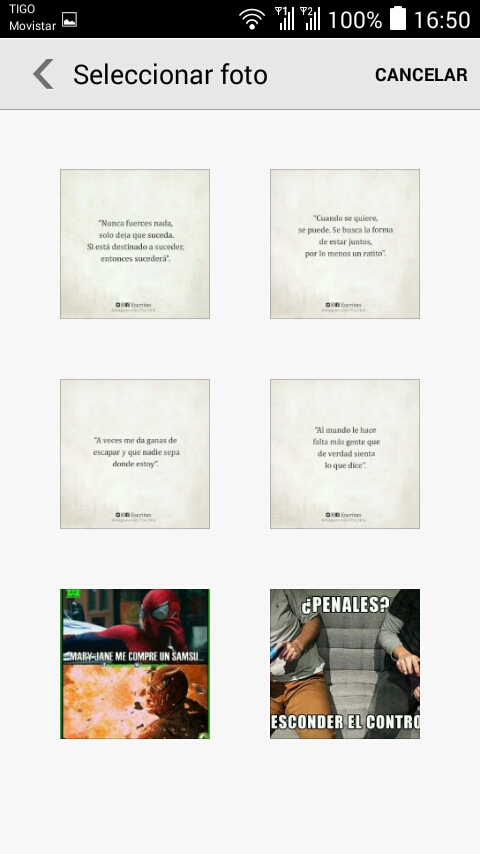 TIGO
Movistar
1
2
100%
16:50
Seleccionar foto
CANCELAR
"Nunca fuerces nada,
solo deja que suceda.
Si está destinado a suceder,
entonces sucederá".
Escritos
"Cuando se quiere,
se puede. Se busca la forma
de estar juntos,
por lo menos un ratito".
Escritos
"A veces me da ganas de
escapar y que nadie sepa
donde estoy".
Escritos
"Al mundo le hace
falta más gente que
de verdad sienta
lo que dice".
Escritos
MARY-JANE ME COMPRE UN SAMSU...
¿PENALES?
ESCONDER EL CONTRO